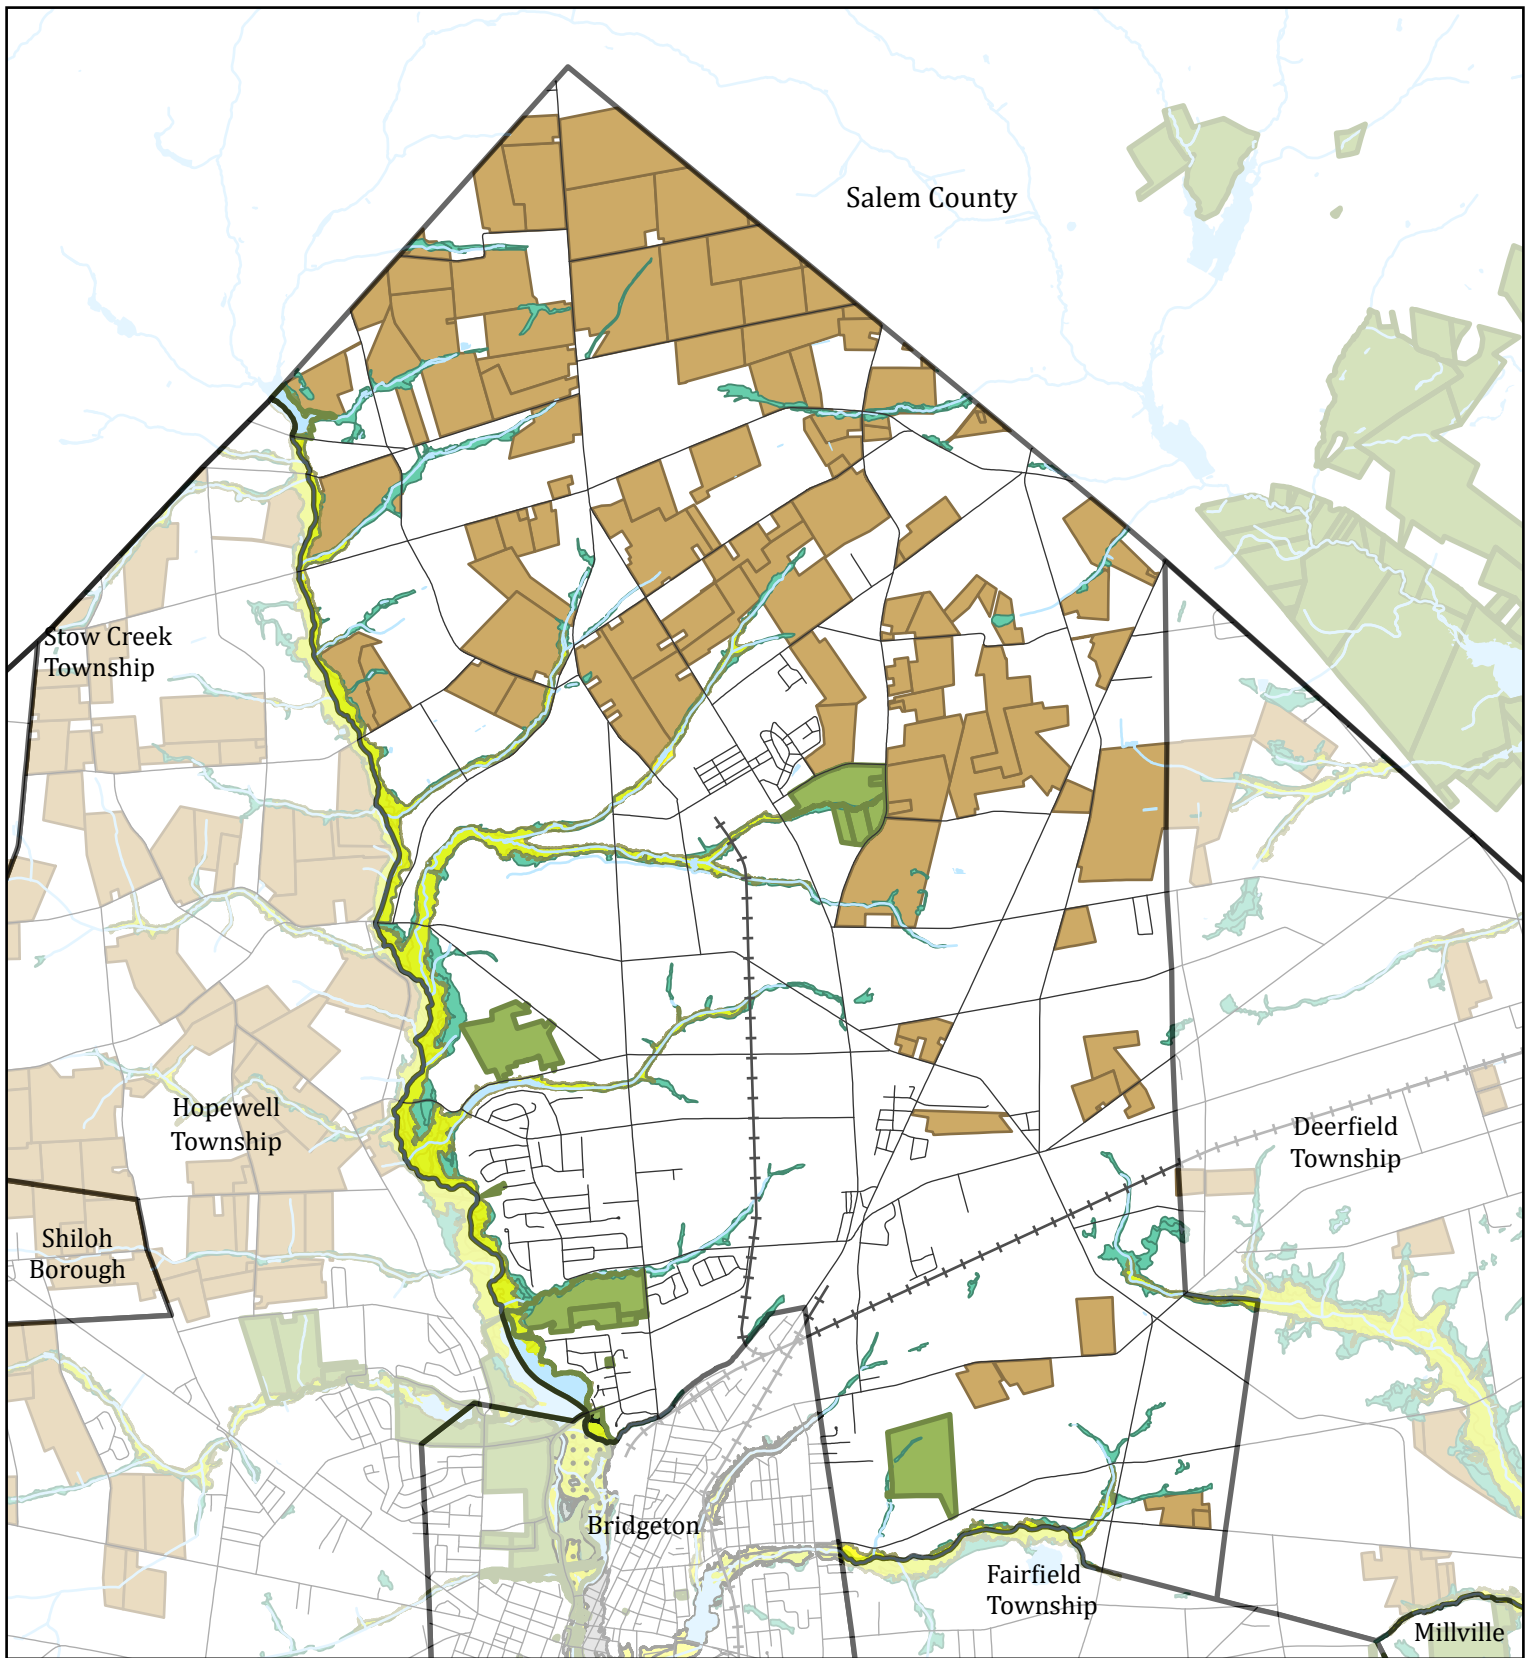 Salem County
Stow Creek
Township
Hopewell
Township
Deerfield
Township
Shiloh
Borough
Bridgeton
Fairfield
Township
Millville